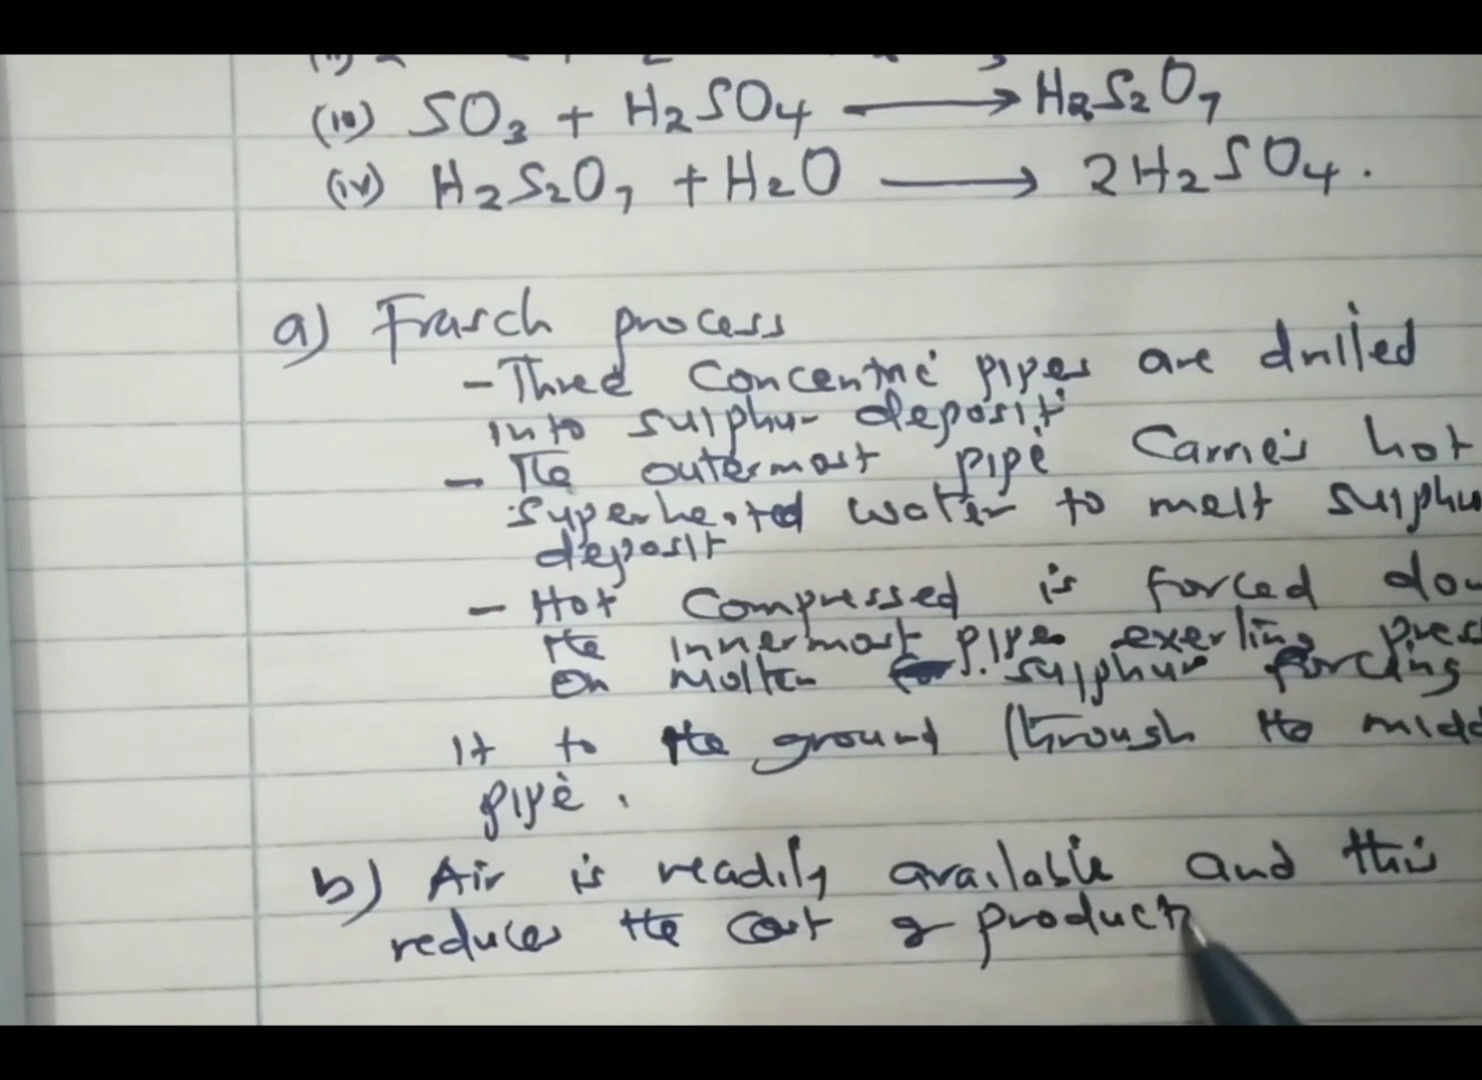 (iii) SO3 + H2SO4 → H2S2O7
(iv) H2S2O7 + H2O → 2H2SO4.
a) Frasch process
- Three Concentric pipes are drilled
into sulphur deposit
- The outermost pipe Carries hot
superheated water to melt sulphu
deposit
- Hot Compressed is forced dow
the innermost pipe exerting pres
on molten sulphur forcing
it to the ground through the midd
pipe.
b) Air is readily available and this
reduces the cost of product